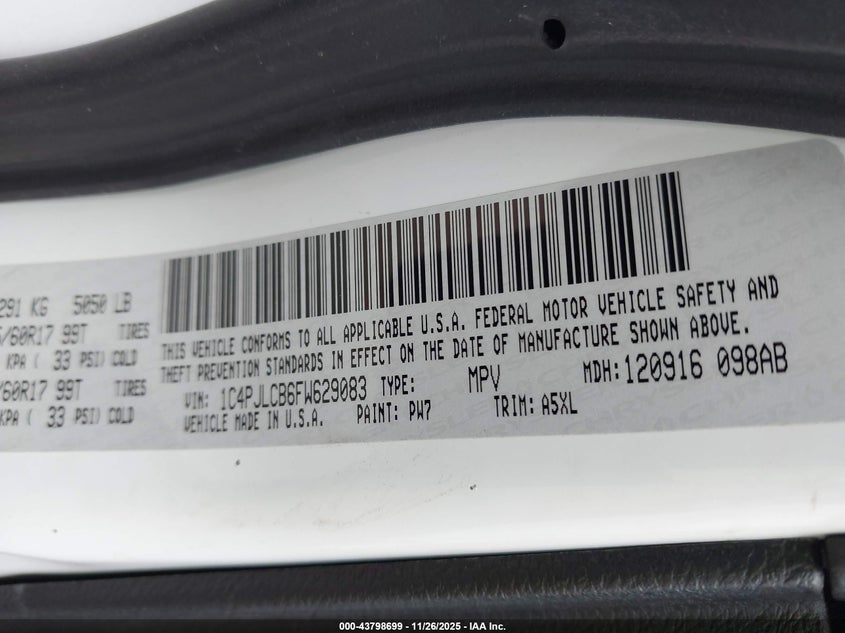 291 KG 5050 LB
/60R17 99T TIRES
KPA ( 33 PSI) COLD
/60R17 99T TIRES
KPA ( 33 PSI) COLD
THIS VEHICLE CONFORMS TO ALL APPLICABLE U.S.A. FEDERAL MOTOR VEHICLE SAFETY AND
THEFT PREVENTION STANDARDS IN EFFECT ON THE DATE OF MANUFACTURE SHOWN ABOVE.
VIN: 1C4PJLCB6FW629083 TYPE: MPV MDH:120916 098AB
VEHICLE MADE IN U.S.A. PAINT: PW7 TRIM: A5XL
000-43798699 - 11/26/2025 - IAA Inc.